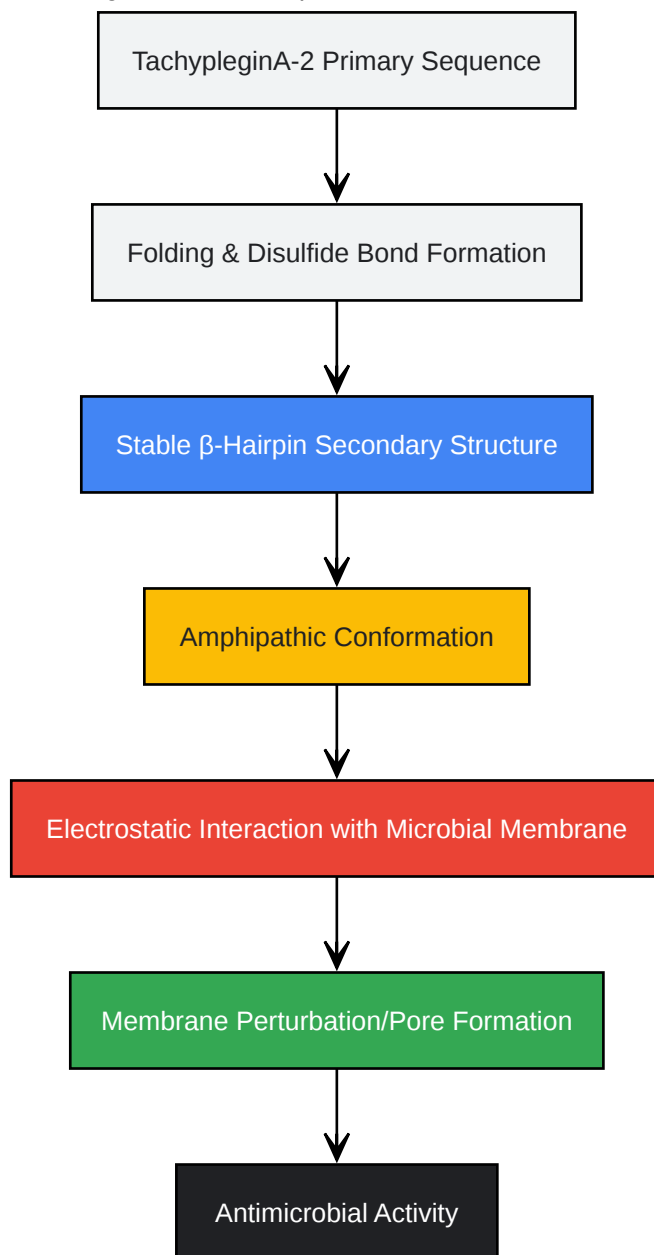 TachypleginA-2 Primary Sequence
Folding & Disulfide Bond Formation
Stable β-Hairpin Secondary Structure
Amphipathic Conformation
Electrostatic Interaction with Microbial Membrane
Membrane Perturbation/Pore Formation
Antimicrobial Activity